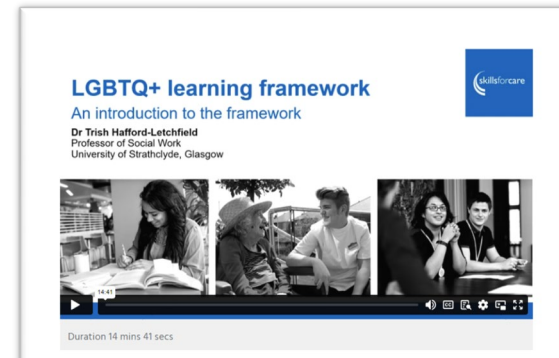 skillsforcare
LGBTQ+ learning framework
An introduction to the framework
Dr Trish Hafford-Letchfield
Professor of Social Work
University of Strathclyde, Glasgow
14:41
CC
Duration 14 mins 41 secs